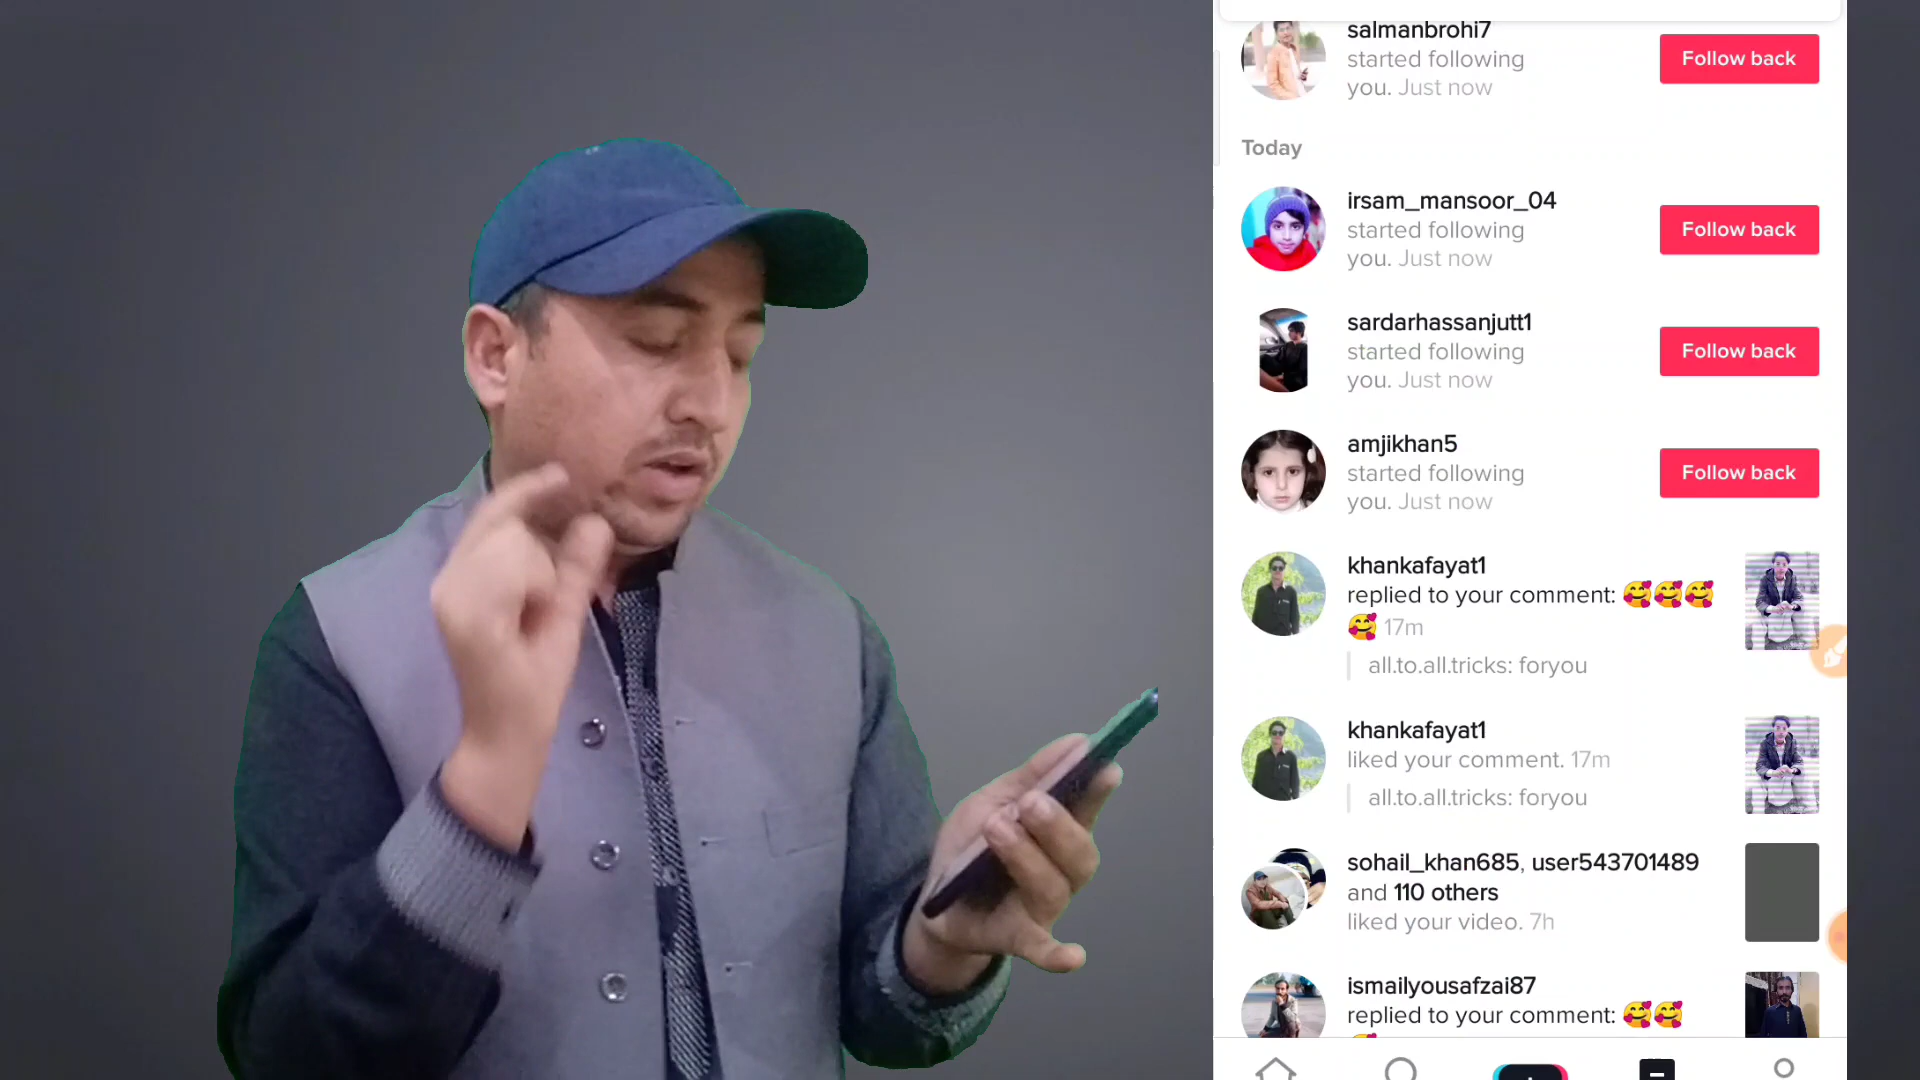 salmanbrohi7
started following
you. Just now
Follow back
Today
irsam_mansoor_04
started following
you. Just now
Follow back
sardarhassanjutt1
started following
you. Just now
Follow back
amjikhan5
started following
you. Just now
Follow back
khankafayat1
replied to your comment: 🥰🥰🥰
🥰 17m
all.to.all.tricks: foryou
khankafayat1
liked your comment. 17m
all.to.all.tricks: foryou
sohail_khan685, user543701489
and 110 others
liked your video. 7h
ismailyousafzai87
replied to your comment: 🥰🥰